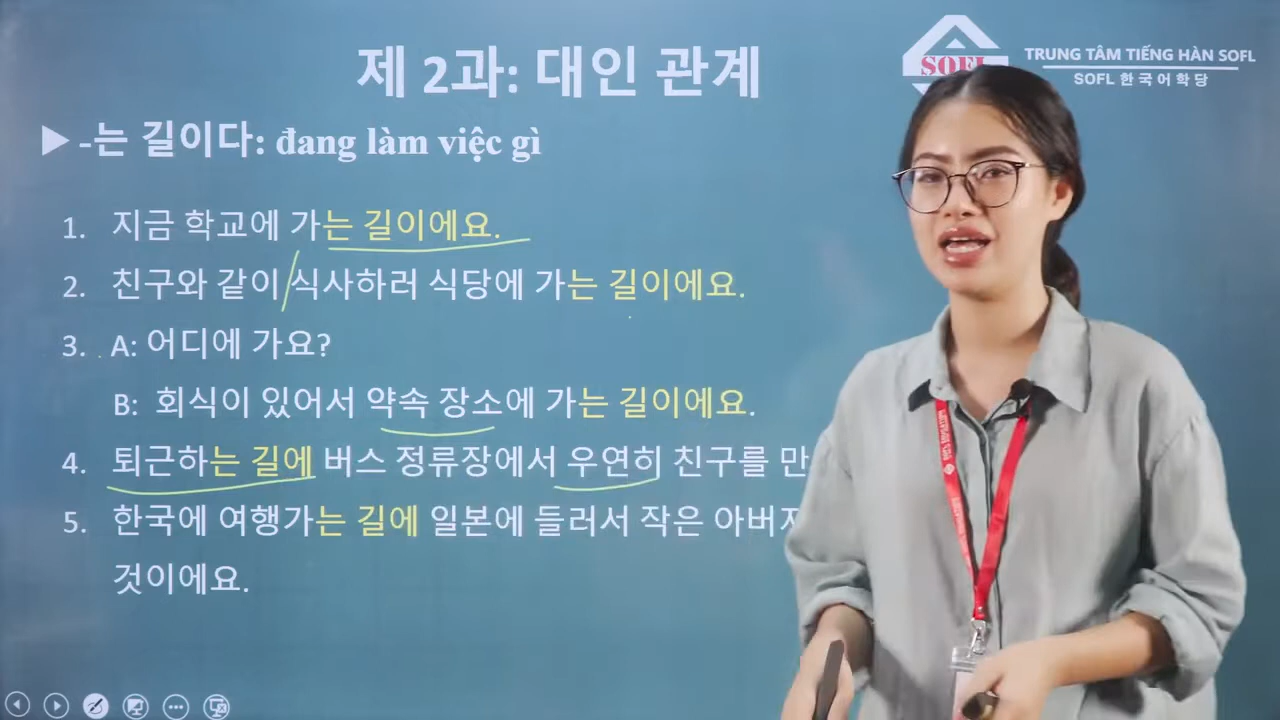 제 2과: 대인 관계
SOFL
TRUNG TÂM TIẾNG HÀN SOFL
SOFL 한국어학당
▶ -는 길이다: đang làm việc gì
1. 지금 학교에 가는 길이에요.
2. 친구와 같이 식사하러 식당에 가는 길이에요.
3. A: 어디에 가요?
B: 회식이 있어서 약속 장소에 가는 길이에요.
4. 퇴근하는 길에 버스 정류장에서 우연히 친구를 만
5. 한국에 여행가는 길에 일본에 들러서 작은 아버지
것이에요.